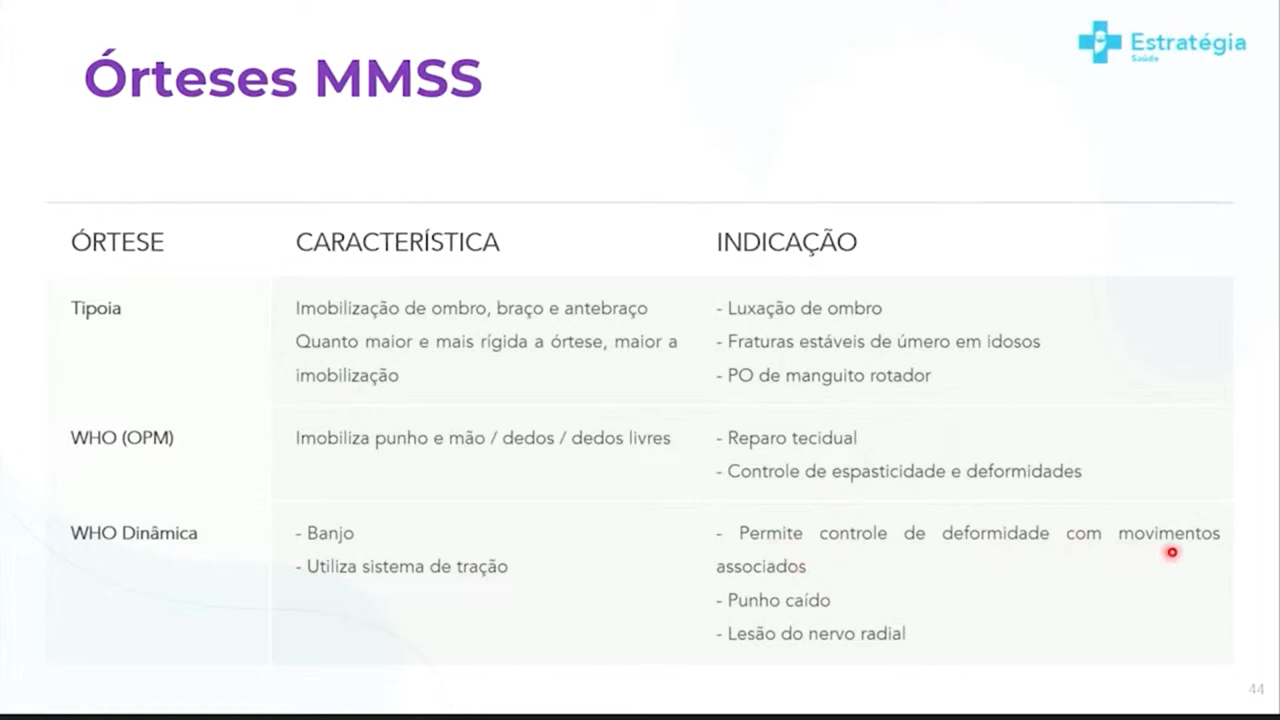 Estratégia
Saúde
Órteses MMSS
ÓRTESE CARACTERÍSTICA INDICAÇÃO
Tipoia
Imobilização de ombro, braço e antebraço
Quanto maior e mais rígida a órtese, maior a
imobilização
- Luxação de ombro
- Fraturas estáveis de úmero em idosos
- PO de manguito rotador
WHO (OPM)
Imobiliza punho e mão / dedos / dedos livres
- Reparo tecidual
- Controle de espasticidade e deformidades
WHO Dinâmica
- Banjo
- Utiliza sistema de tração
- Permite controle de deformidade com movimentos
associados
- Punho caído
- Lesão do nervo radial
44